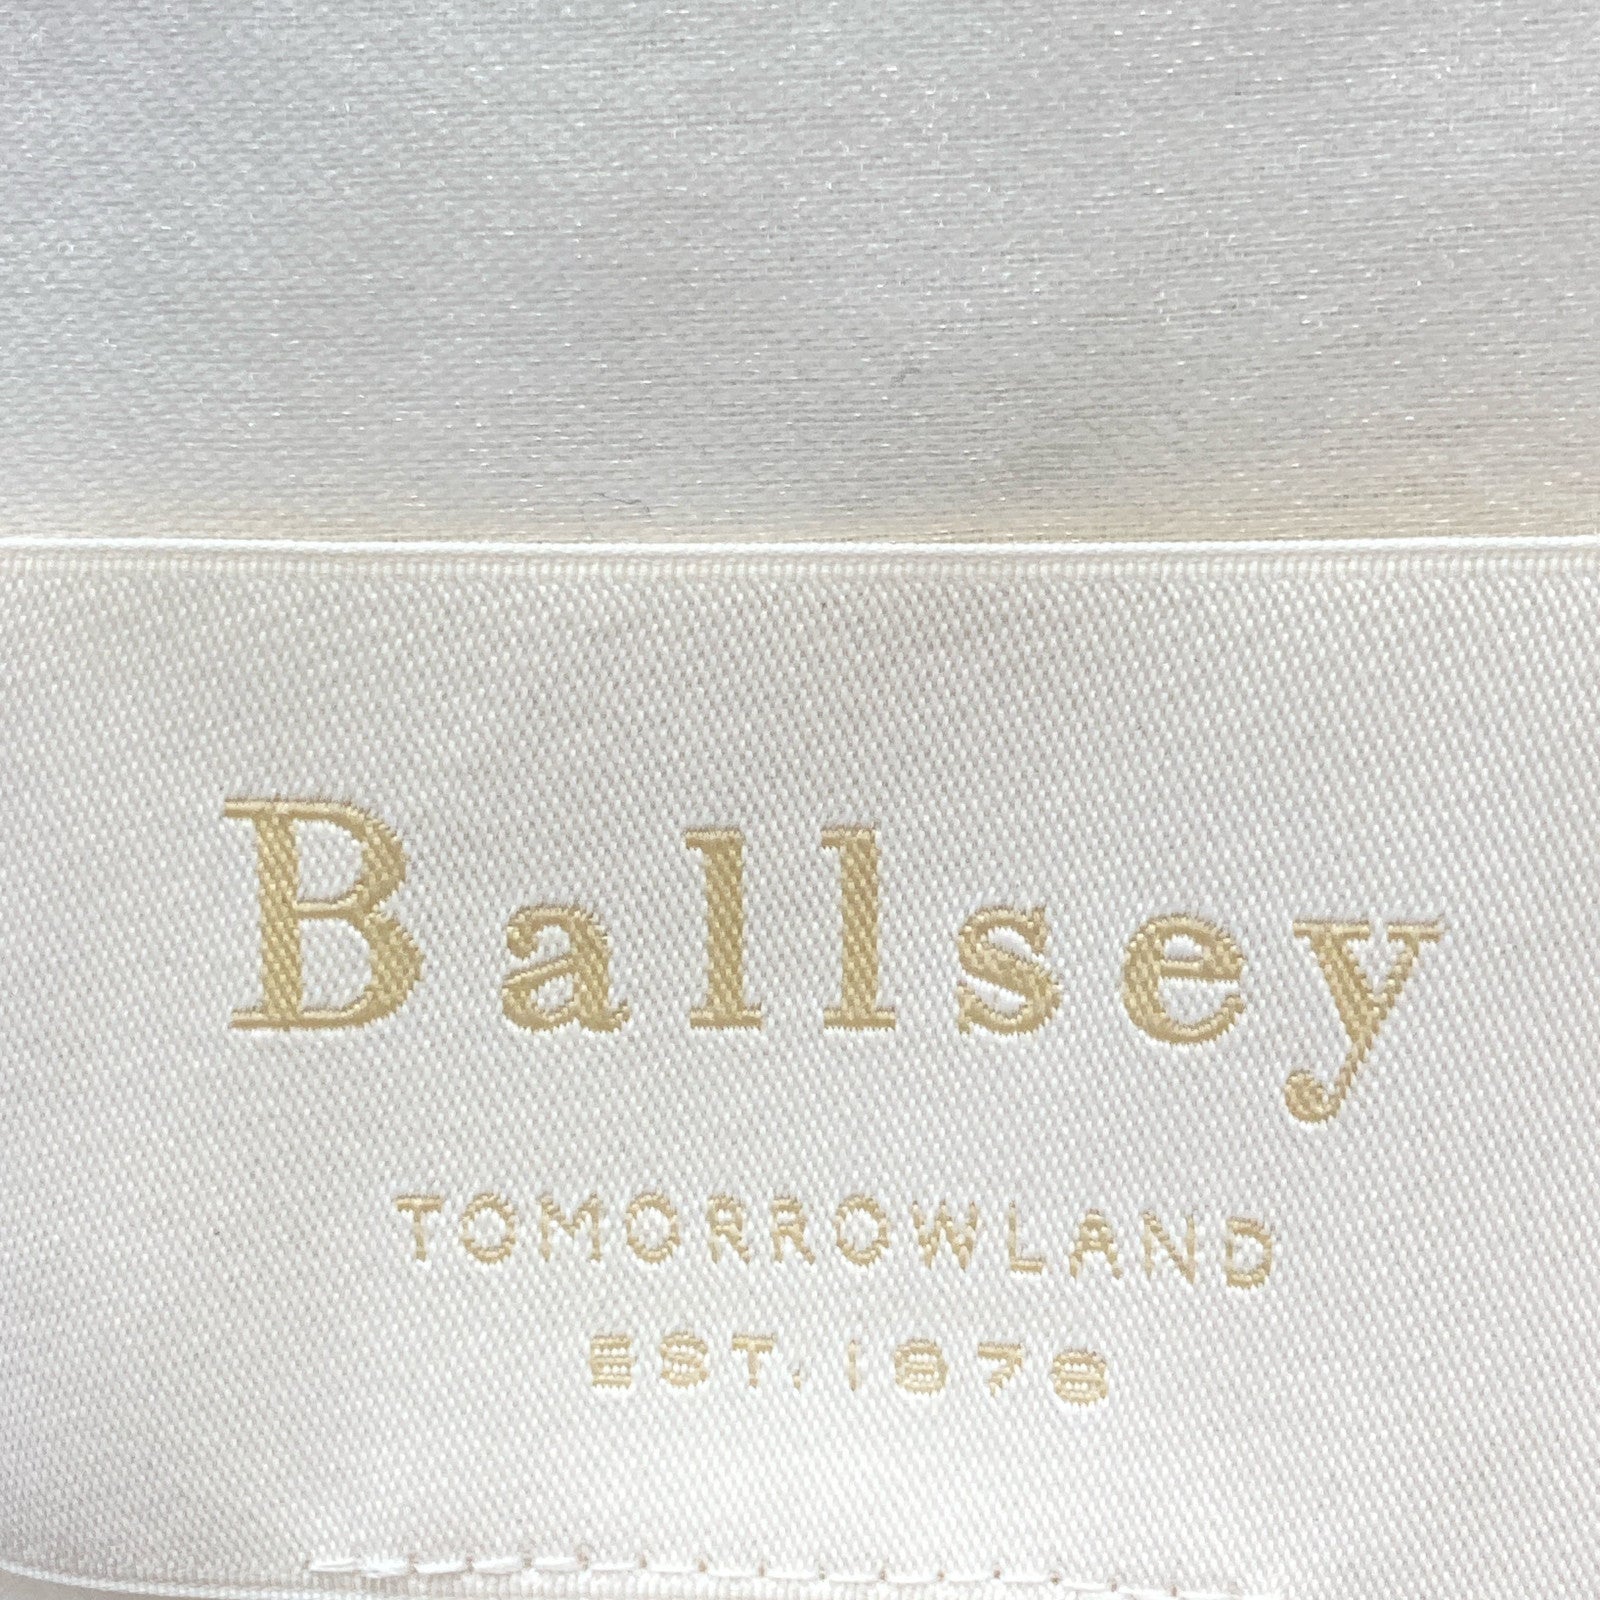 Ballsey
TOMORROWLAND
EST. 1978